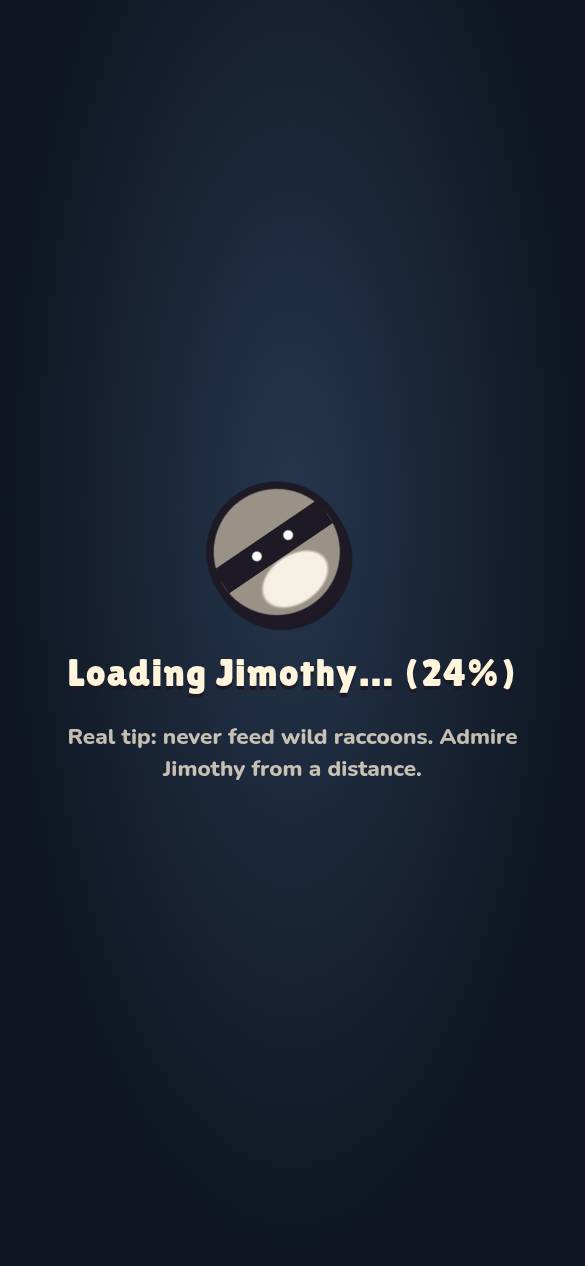 Loading Jimothy... (24%)
Real tip: never feed wild raccoons. Admire
Jimothy from a distance.